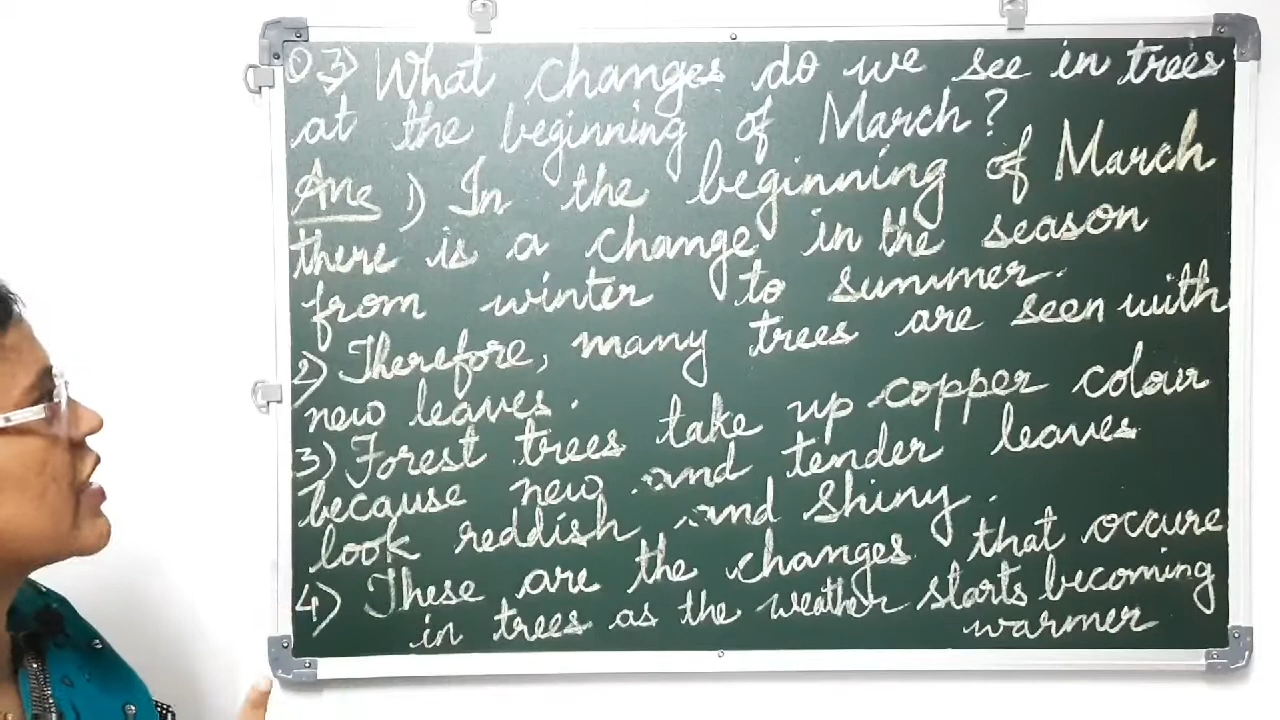 Q 3) What changes do we see in trees
at the beginning of March?
Ans 1) In the beginning of March
there is a change in the season
from winter to summer.
2) Therefore, many trees are seen with
new leaves.
3) Forest trees take up copper colour
because new and tender leaves
look reddish and shiny.
4) These are the changes that occure
in trees as the weather starts becoming
warmer